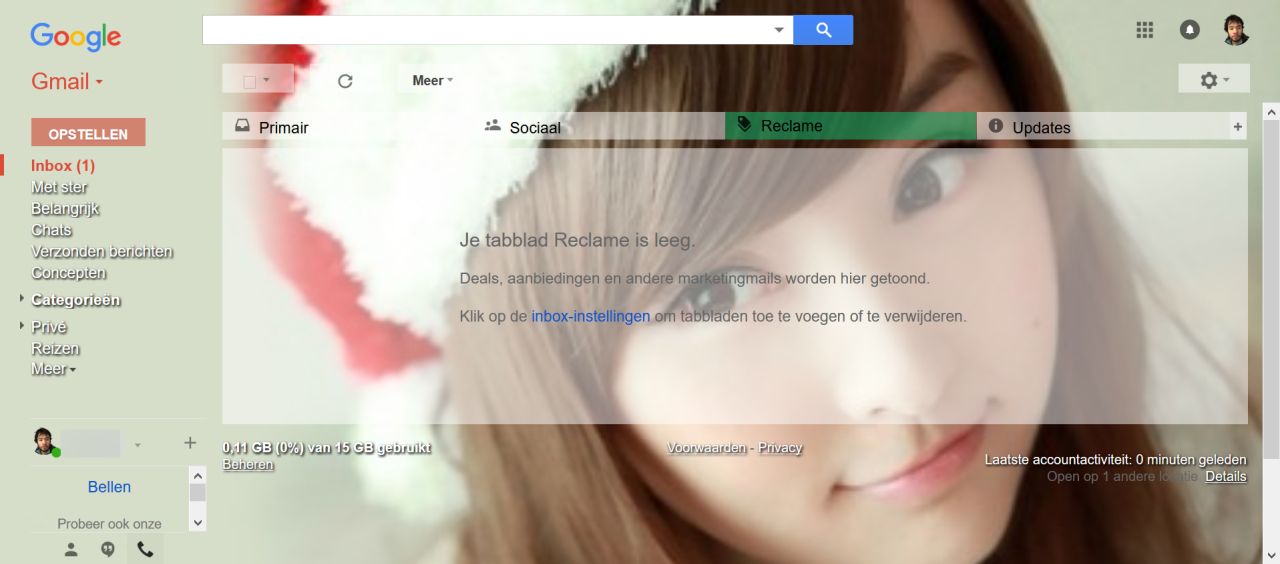 Google
Gmail
Meer
OPSTELLEN
Primair
Sociaal
Reclame
Updates
+
Inbox (1)
Met ster
Belangrijk
Chats
Verzonden berichten
Concepten
Categorieën
Privé
Reizen
Meer
Je tabblad Reclame is leeg.
Deals, aanbiedingen en andere marketingmails worden hier getoond.
Klik op de inbox-instellingen om tabbladen toe te voegen of te verwijderen.
0,11 GB (0%) van 15 GB gebruikt
Beheren
Voorwaarden - Privacy
Laatste accountactiviteit: 0 minuten geleden
Open op 1 andere locatie Details
+
Bellen
Probeer ook onze